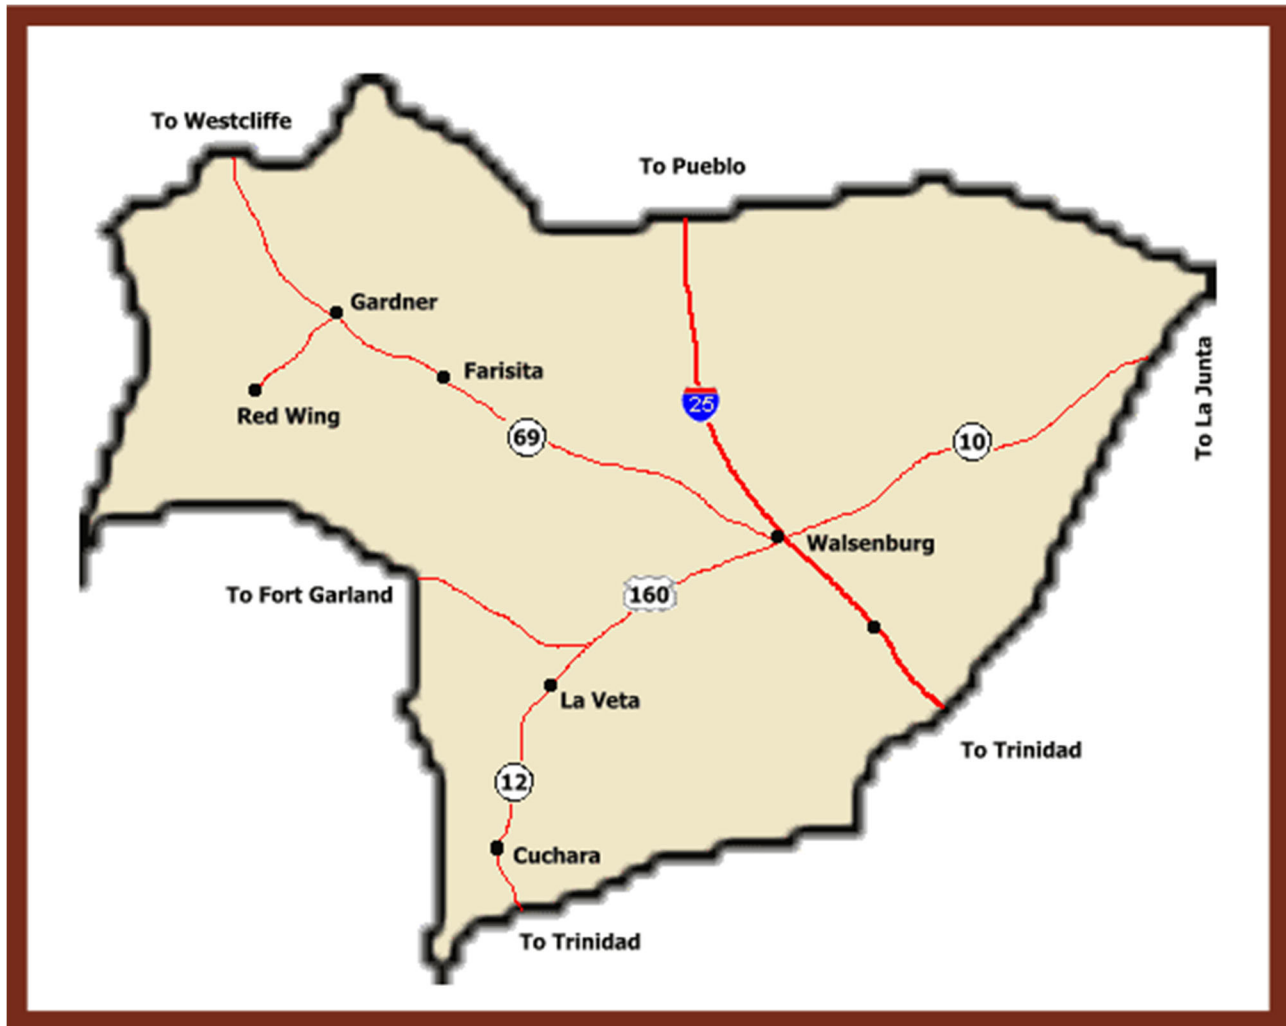 To Westcliffe
To Pueblo
Gardner
To La Junta
Farisita
25
Red Wing
69
10
Walsenburg
To Fort Garland
160
La Veta
To Trinidad
12
Cuchara
To Trinidad